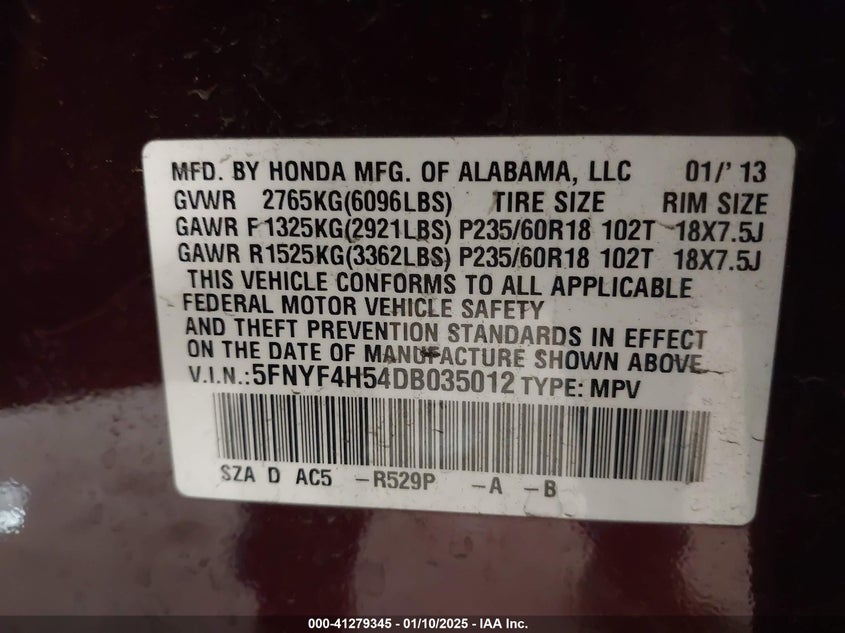 MFD. BY HONDA MFG. OF ALABAMA, LLC 01/' 13
GVWR 2765KG(6096LBS) TIRE SIZE RIM SIZE
GAWR F1325KG(2921LBS) P235/60R18 102T 18X7.5J
GAWR R1525KG(3362LBS) P235/60R18 102T 18X7.5J
THIS VEHICLE CONFORMS TO ALL APPLICABLE
FEDERAL MOTOR VEHICLE SAFETY
AND THEFT PREVENTION STANDARDS IN EFFECT
ON THE DATE OF MANUFACTURE SHOWN ABOVE.
V.I.N.:5FNYF4H54DB035012 TYPE: MPV
SZA D AC5 -R529P -A -B
000-41279345 - 01/10/2025 - IAA Inc.